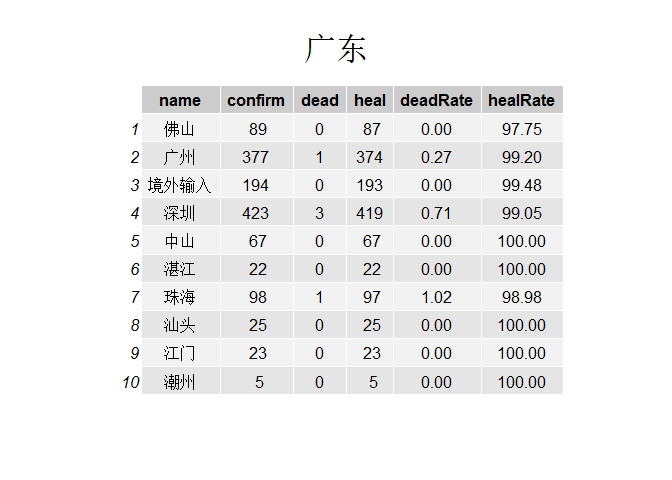 广东
name confirm dead heal deadRate healRate
1 佛山 89 0 87 0.00 97.75
2 广州 377 1 374 0.27 99.20
3 境外输入 194 0 193 0.00 99.48
4 深圳 423 3 419 0.71 99.05
5 中山 67 0 67 0.00 100.00
6 湛江 22 0 22 0.00 100.00
7 珠海 98 1 97 1.02 98.98
8 汕头 25 0 25 0.00 100.00
9 江门 23 0 23 0.00 100.00
10 潮州 5 0 5 0.00 100.00